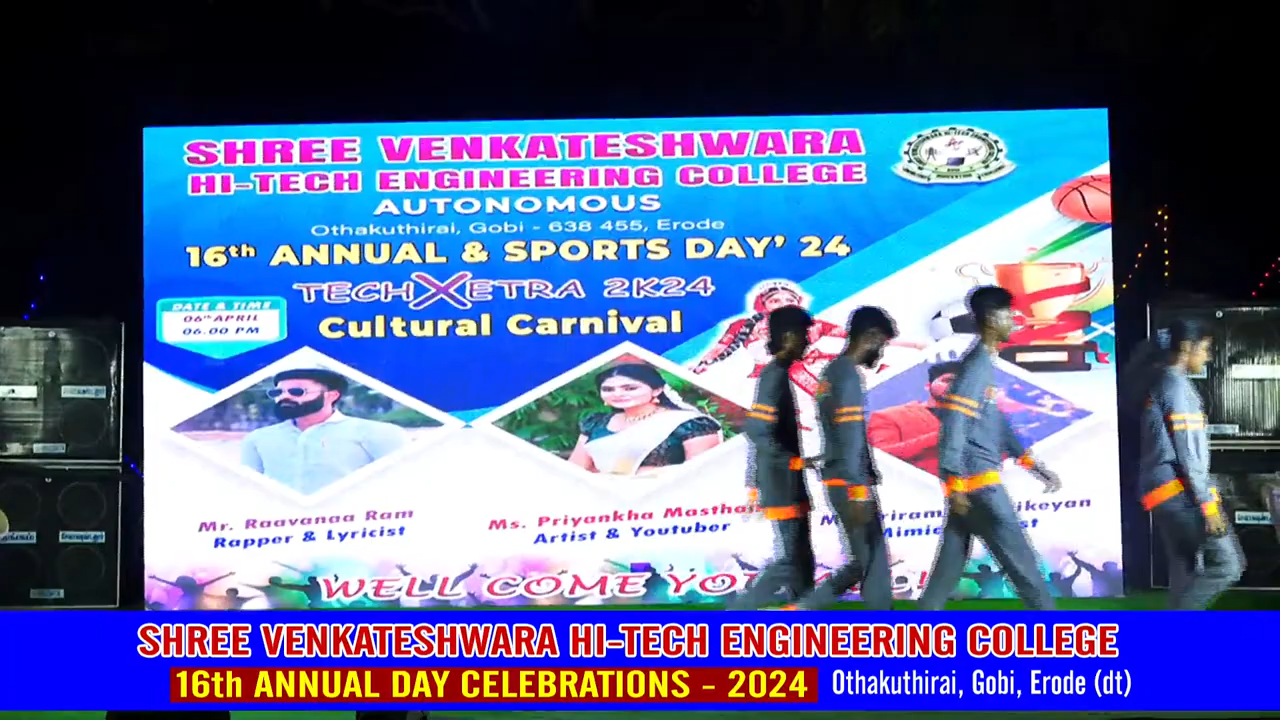 SHREE VENKATESHWARA
HI-TECH ENGINEERING COLLEGE
AUTONOMOUS
Othakuthirai, Gobi - 638 455, Erode
16th ANNUAL & SPORTS DAY' 24
TECHXETRA 2K24
Cultural Carnival
DATE & TIME
06th APRIL
06.00 PM
Mr. Raavanaa Ram
Rapper & Lyricist
Ms. Priyankha Mastha
Artist & Youtuber
WELL COME YO
SHREE VENKATESHWARA HI-TECH ENGINEERING COLLEGE
16th ANNUAL DAY CELEBRATIONS - 2024
Othakuthirai, Gobi, Erode (dt)